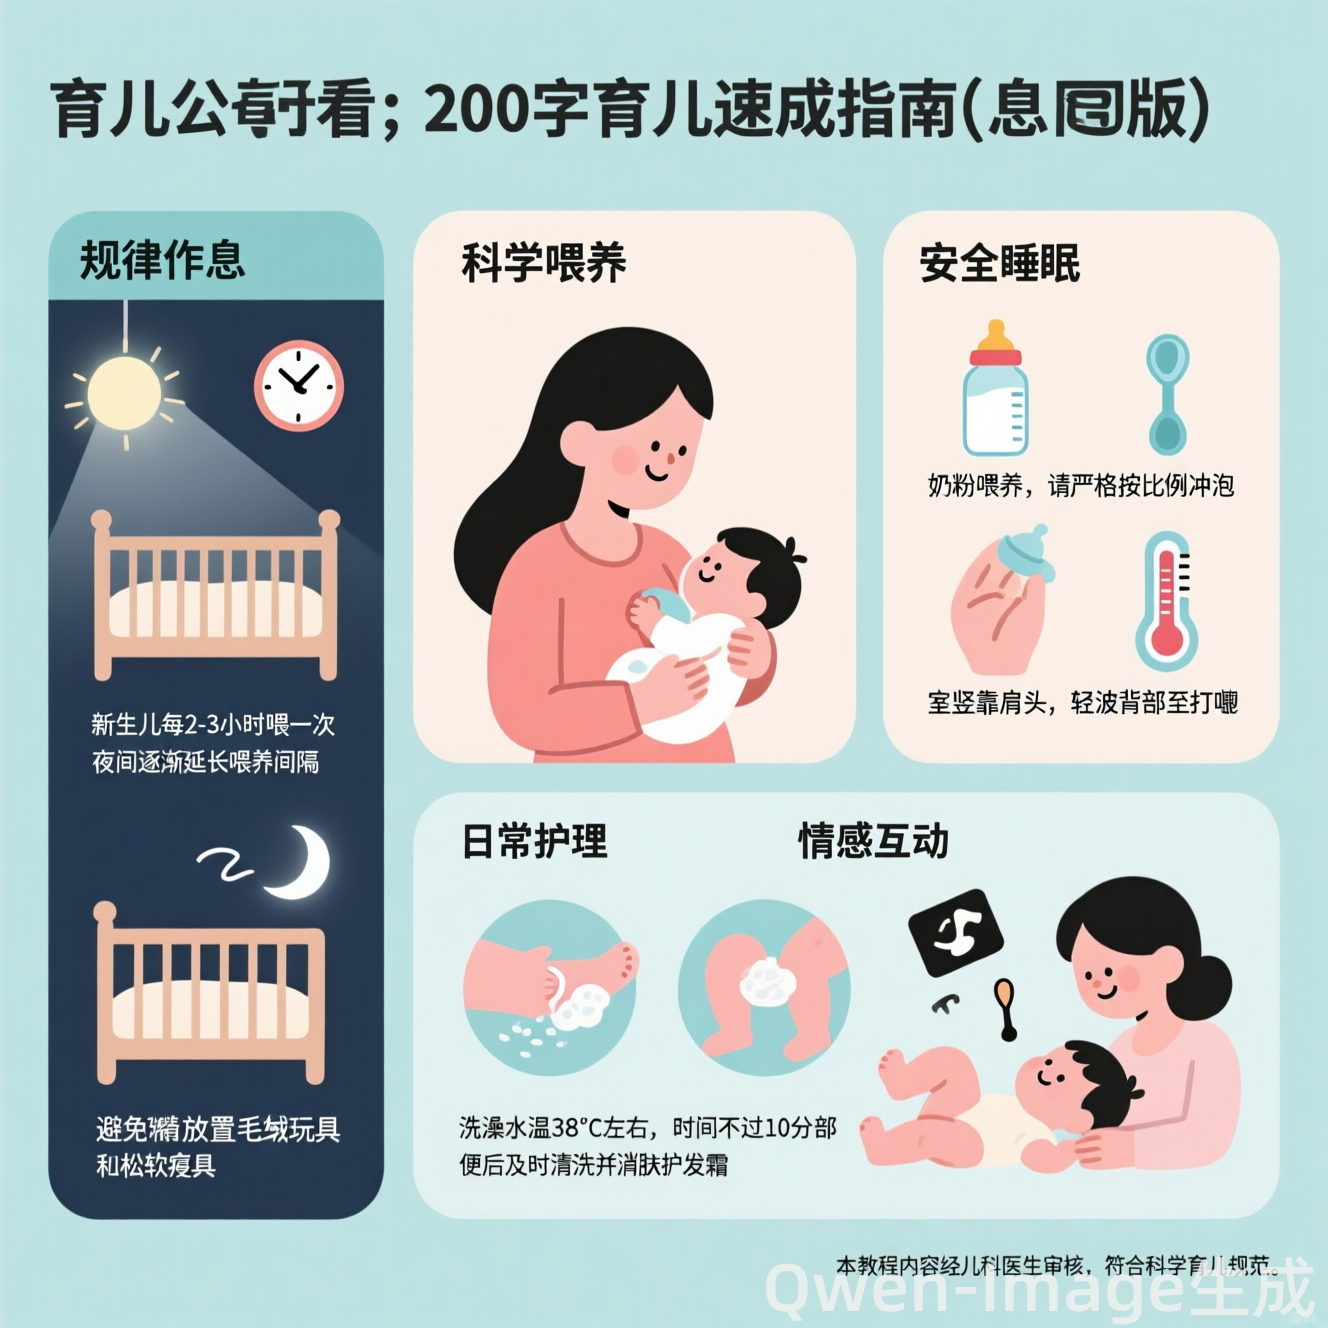 育儿公 看；200字育儿速成指南(息 版)
规律作息
新生儿每2-3小时喂一次
夜间逐渐延长喂养间隔
避免 放置毛绒玩具
和松软寝具
科学喂养
安全睡眠
奶粉喂养，请严格按比例冲泡
室竖靠肩头，轻波背部至打嗝
日常护理
情感互动
洗澡水温38°C左右，时间不过10分部
便后及时清洗并消肤护发霜
本教程内容经儿科医生审核，符合科学育儿规范。
Qwen-Image生成